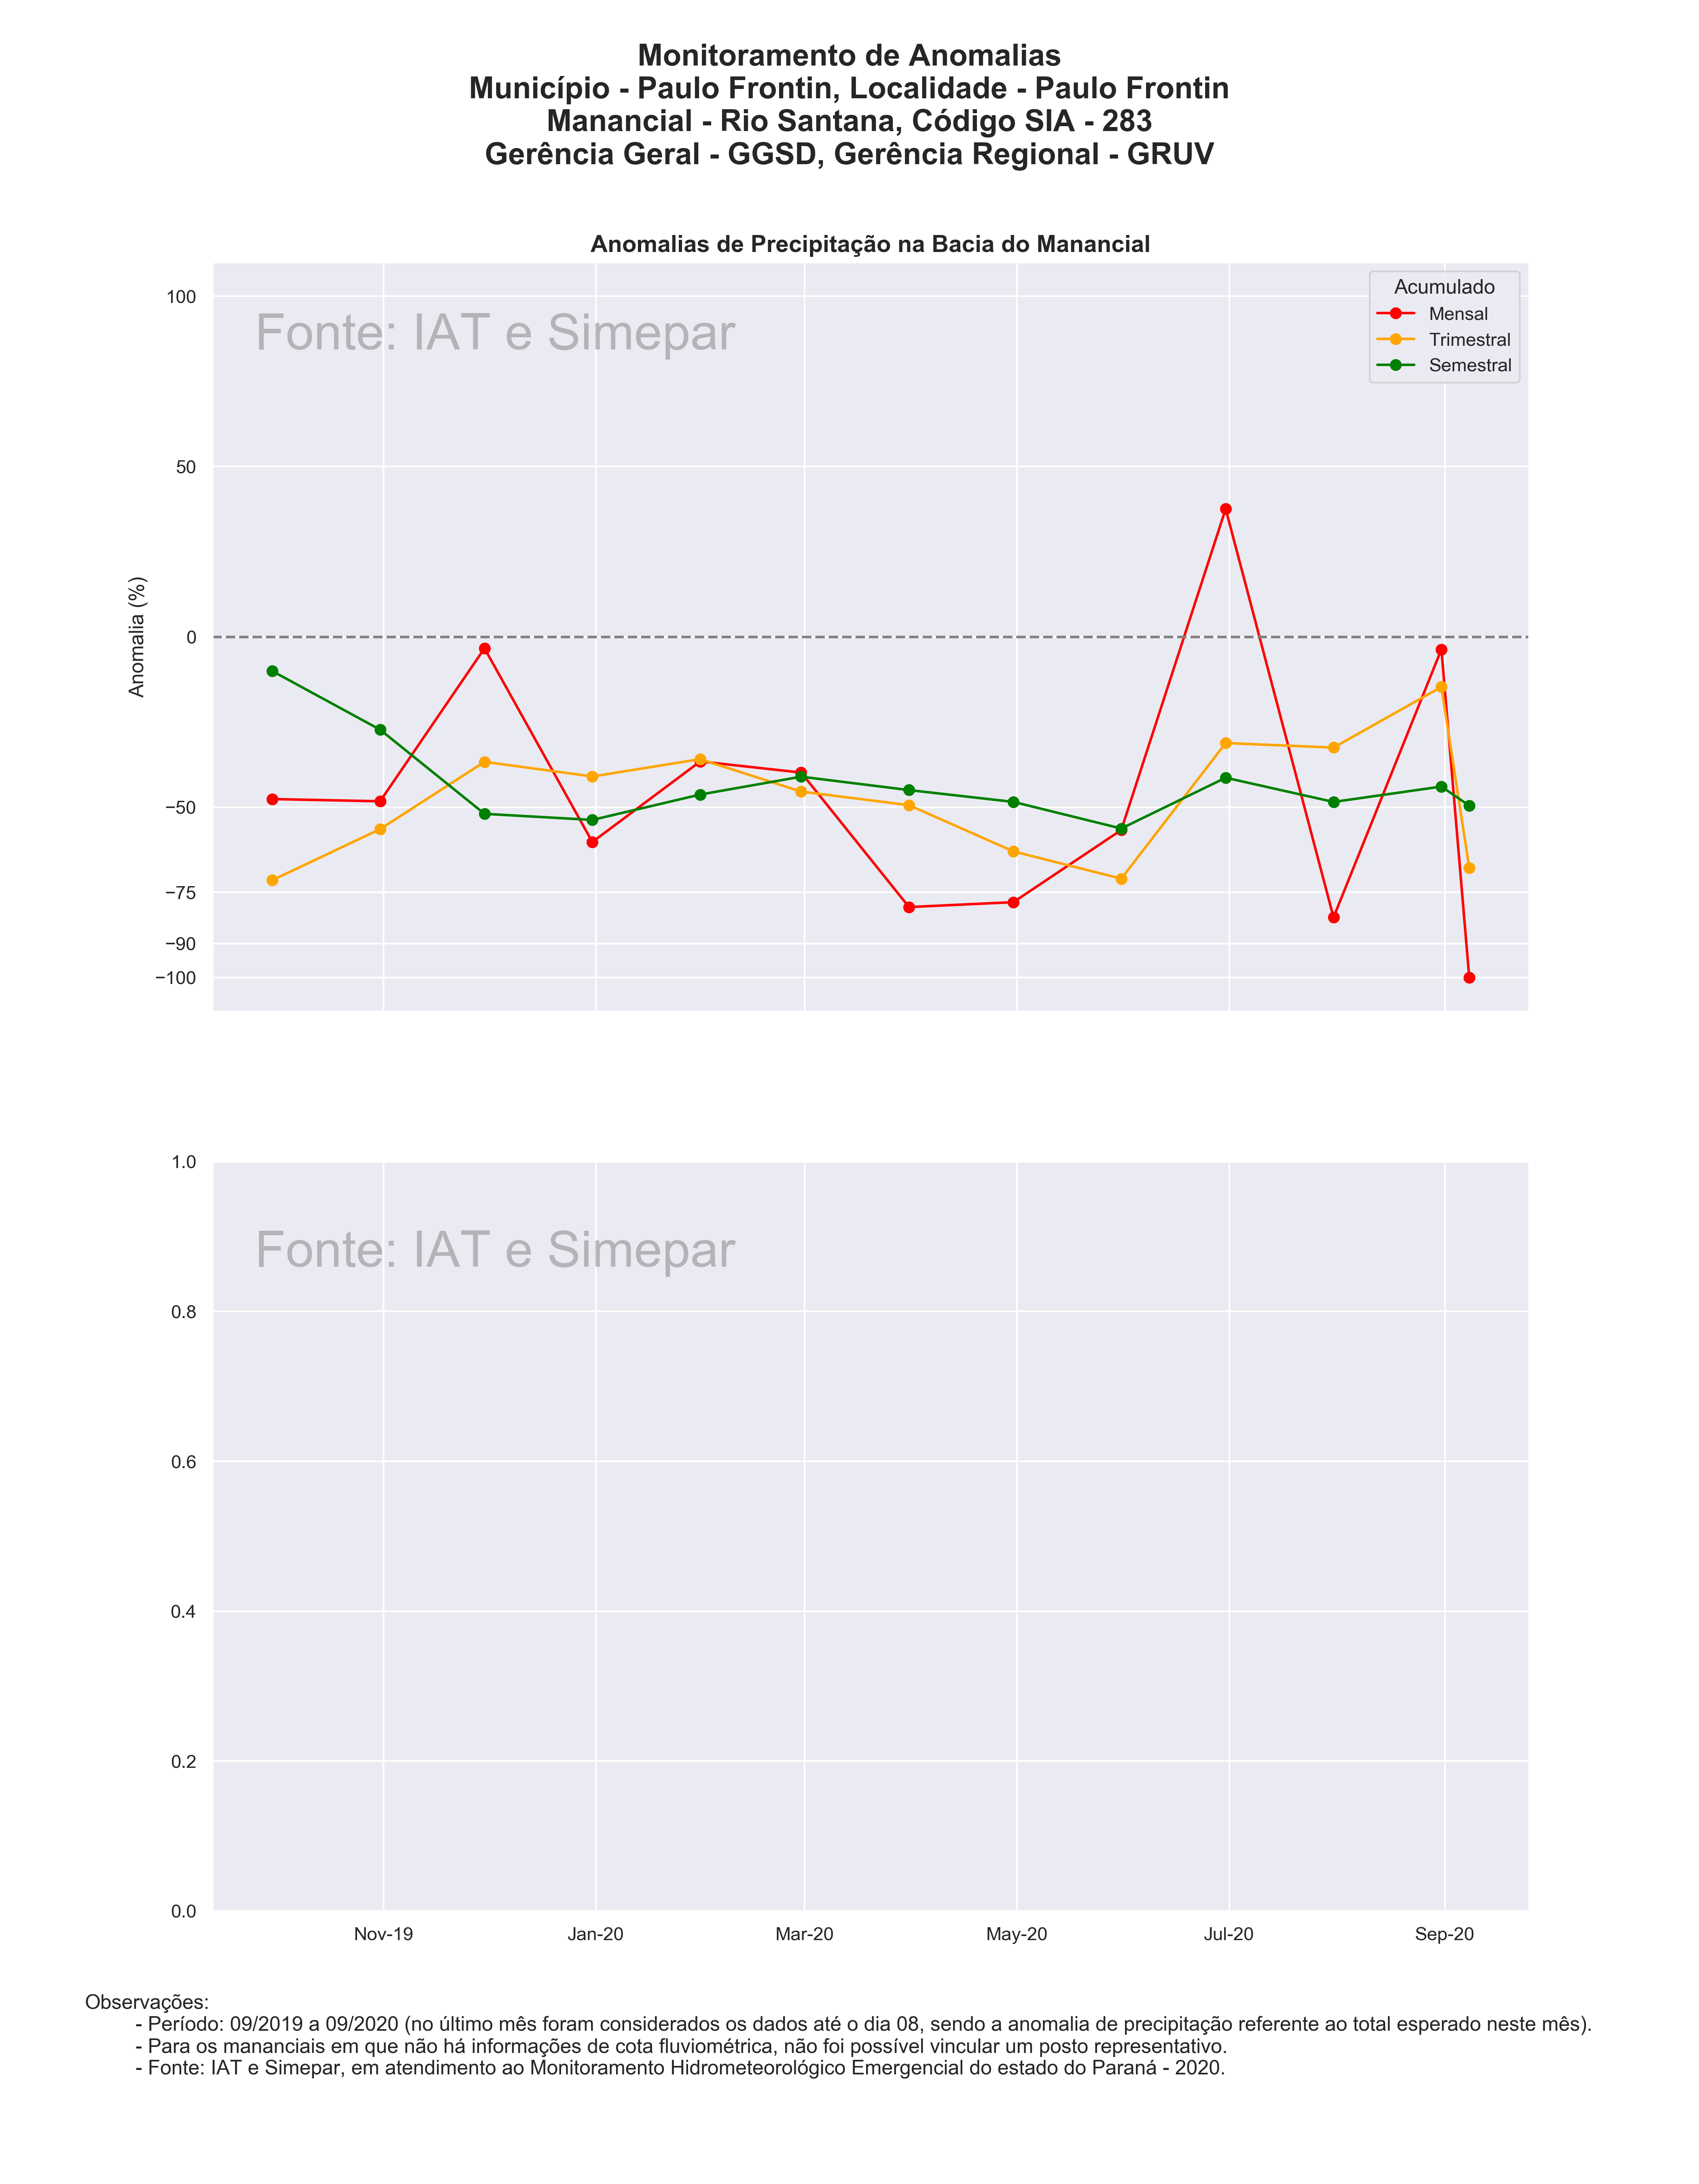 Monitoramento de Anomalias
Município - Paulo Frontin, Localidade - Paulo Frontin
Manancial - Rio Santana, Código SIA - 283
Gerência Geral - GGSD, Gerência Regional - GRUV
Anomalias de Precipitação na Bacia do Manancial
Fonte: IAT e Simepar
Acumulado
Mensal
Trimestral
Semestral
Anomalia (%)
100
50
0
−50
−75
−90
−100
Fonte: IAT e Simepar
1.0
0.8
0.6
0.4
0.2
0.0
Nov-19 Jan-20 Mar-20 May-20 Jul-20 Sep-20
Observações:
- Período: 09/2019 a 09/2020 (no último mês foram considerados os dados até o dia 08, sendo a anomalia de precipitação referente ao total esperado neste mês).
- Para os mananciais em que não há informações de cota fluviométrica, não foi possível vincular um posto representativo.
- Fonte: IAT e Simepar, em atendimento ao Monitoramento Hidrometeorológico Emergencial do estado do Paraná - 2020.